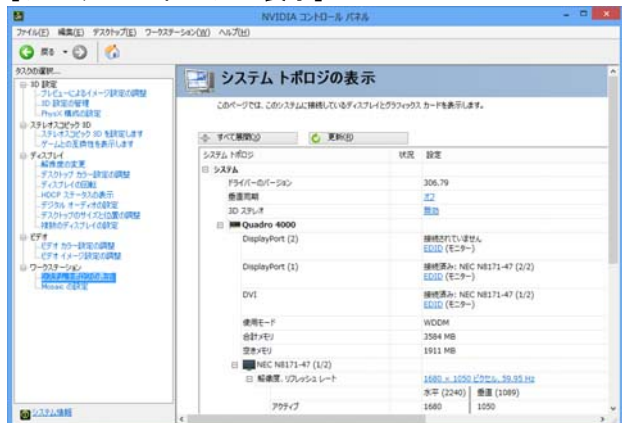 NVIDIA コントロール パネル
ファイル(F) 編集(E) デスクトップ(T) ワークステーション(W) ヘルプ(H)
戻る
タスクの選択...
3D 設定
プレビューによるイメージ設定の調整
3D 設定の管理
PhysX 構成の設定
ステレオスコピック 3D
ステレオスコピック 3D を設定します
ゲームとの互換性を表示します
ディスプレイ
解像度の変更
デスクトップ カラー設定の調整
ディスプレイの回転
HDCP ステータスの表示
デジタル オーディオの設定
デスクトップのサイズと位置の調整
複数のディスプレイの設定
ビデオ
ビデオ カラー設定の調整
ビデオ イメージ設定の調整
ワークステーション
Mosaic の設定
システム情報
システム トポロジの表示
このページでは、このシステムに接続しているディスプレイとグラフィックス カードを表示します。
すべて展開(X) 更新(R)
システム トポロジ 状況 設定
システム
ドライバーのバージョン 306.79
垂直同期 オフ
3D ステレオ 無効
Quadro 4000
DisplayPort (2) 接続されていません
EDID (モニター)
DisplayPort (1) 接続済み: NEC N8171-47 (2/2)
EDID (モニター)
DVI 接続済み: NEC N8171-47 (1/2)
EDID (モニター)
使用モード WDDM
合計メモリ 3584 MB
空きメモリ 1911 MB
NEC N8171-47 (1/2)
解像度、リフレッシュ レート 1680 × 1050 ピクセル、59.95 Hz
水平 (2240) 垂直 (1089)
アクティブ 1680 1050